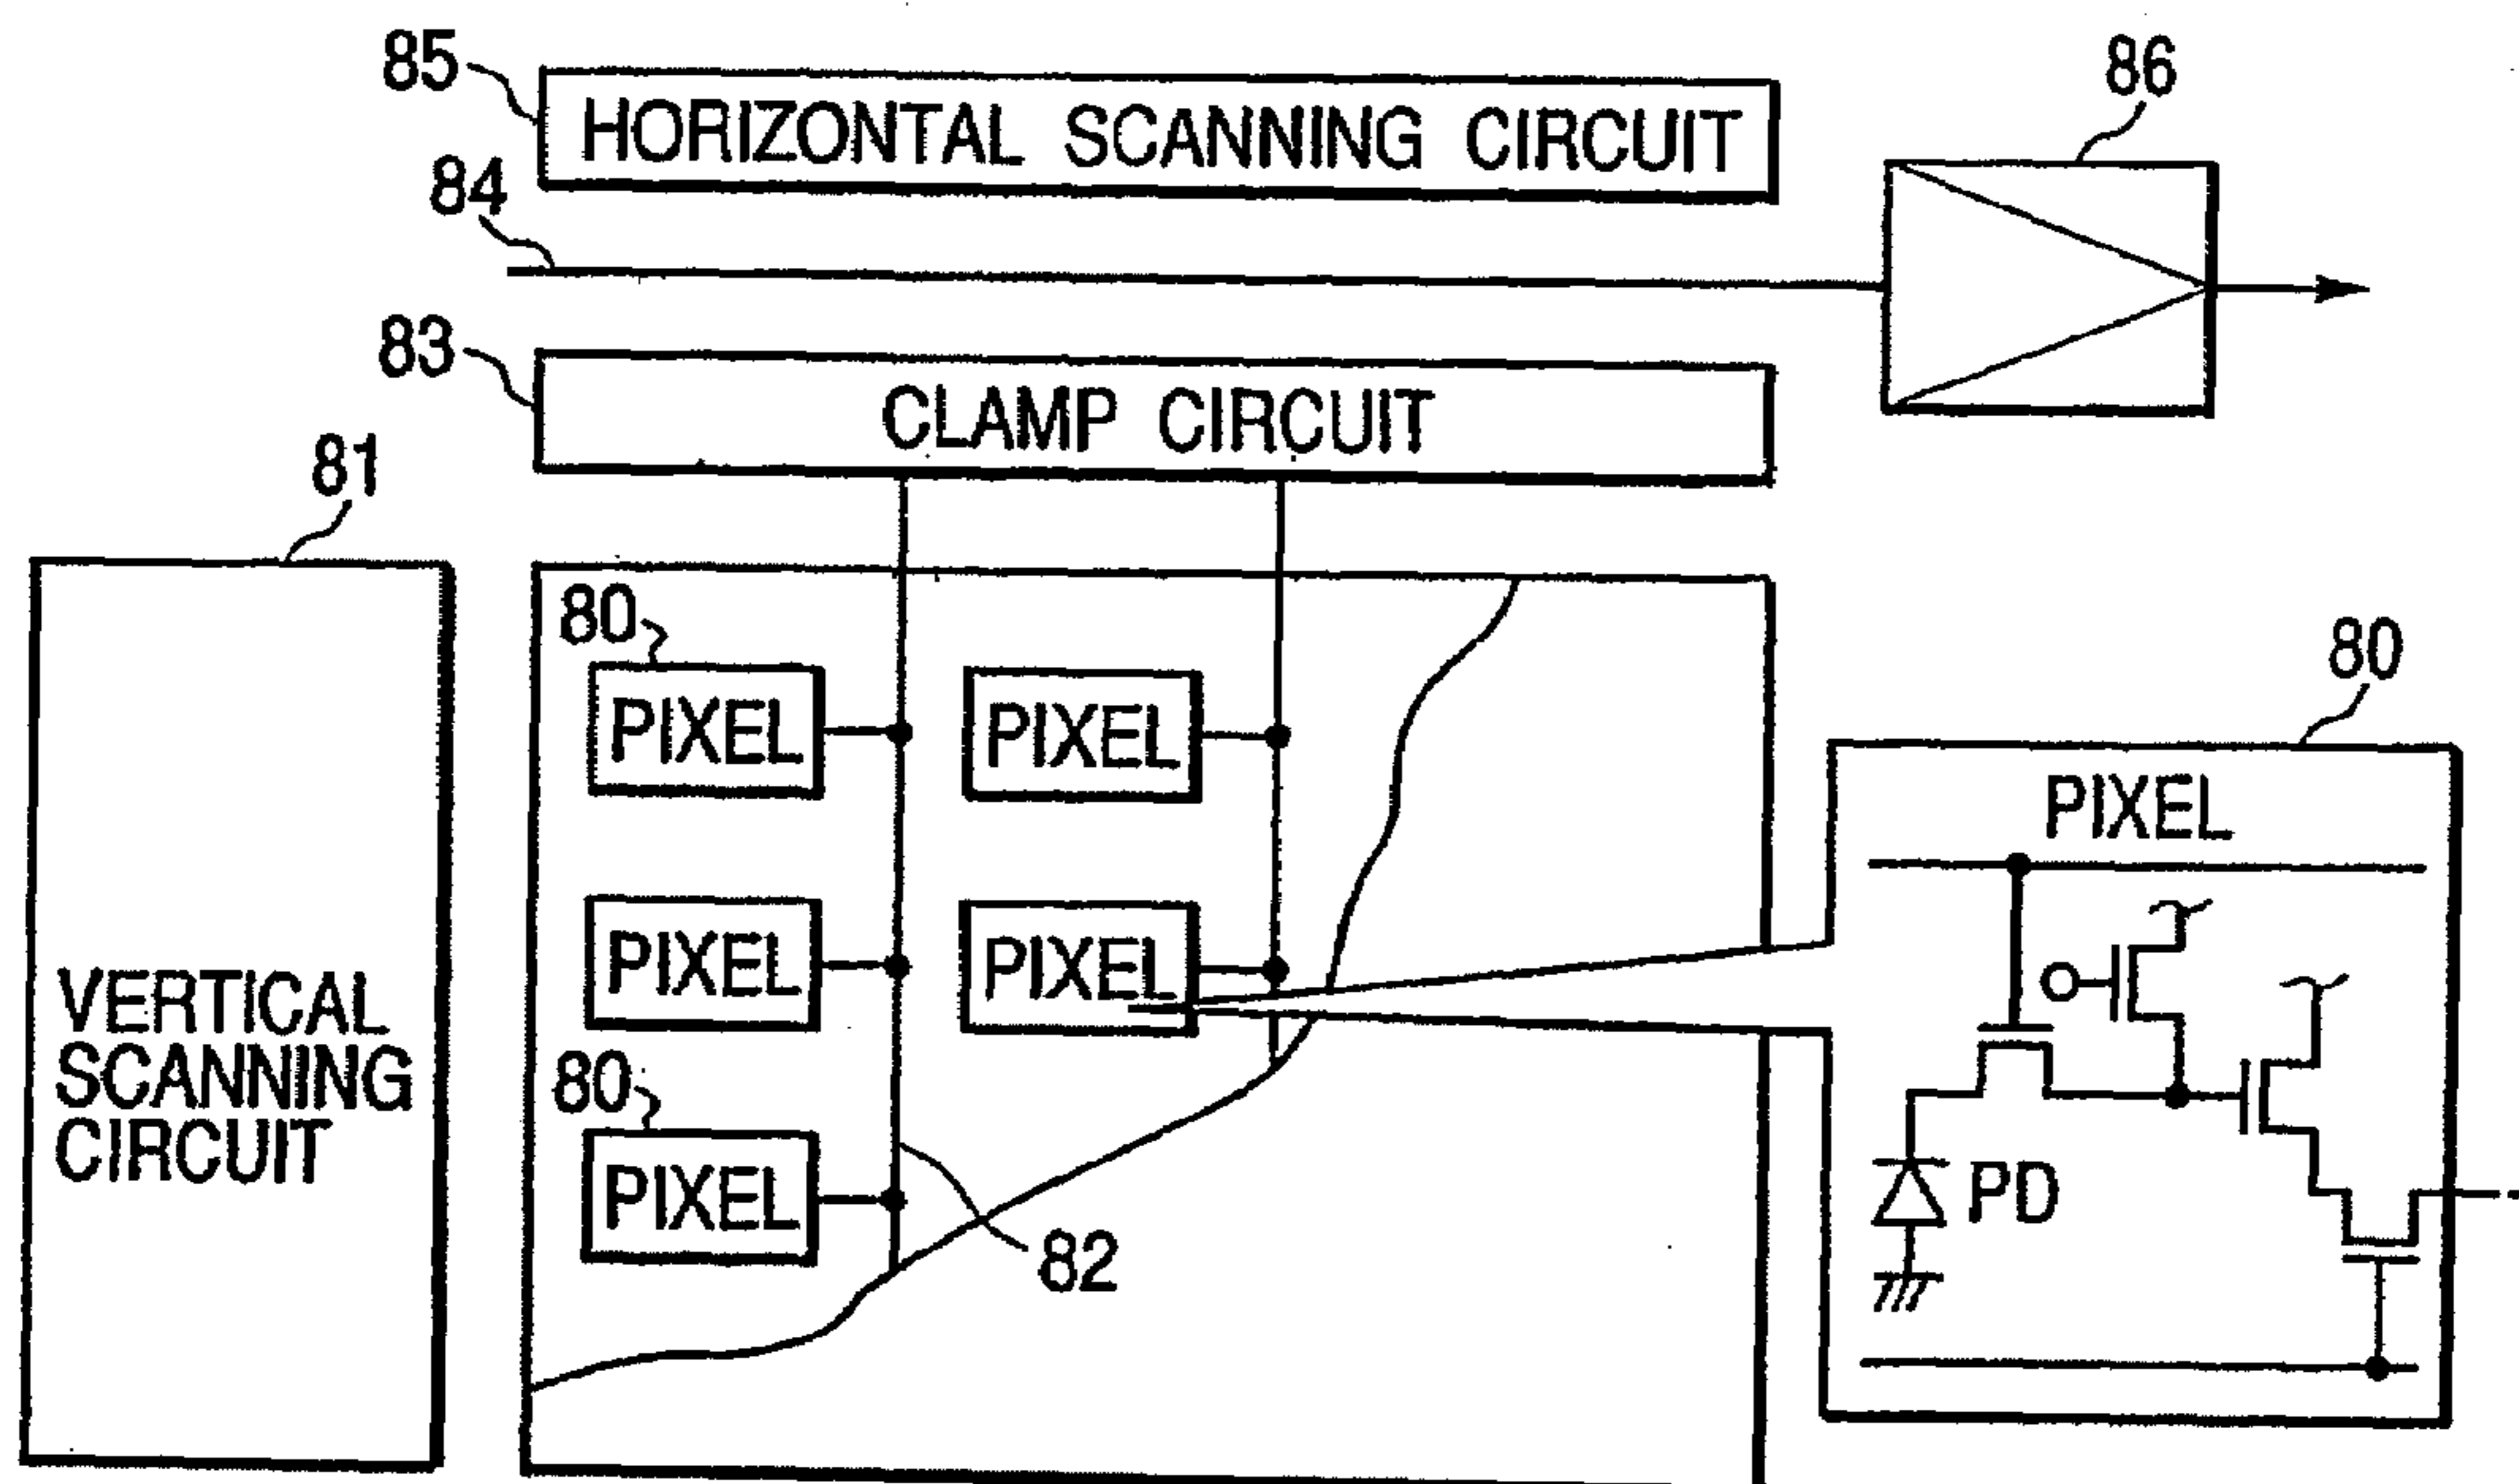 85
HORIZONTAL SCANNING CIRCUIT
86
84
83
CLAMP CIRCUIT
81
VERTICAL
SCANNING
CIRCUIT
80
PIXEL
PIXEL
PIXEL
PIXEL
80
PIXEL
82
80
PIXEL
PD